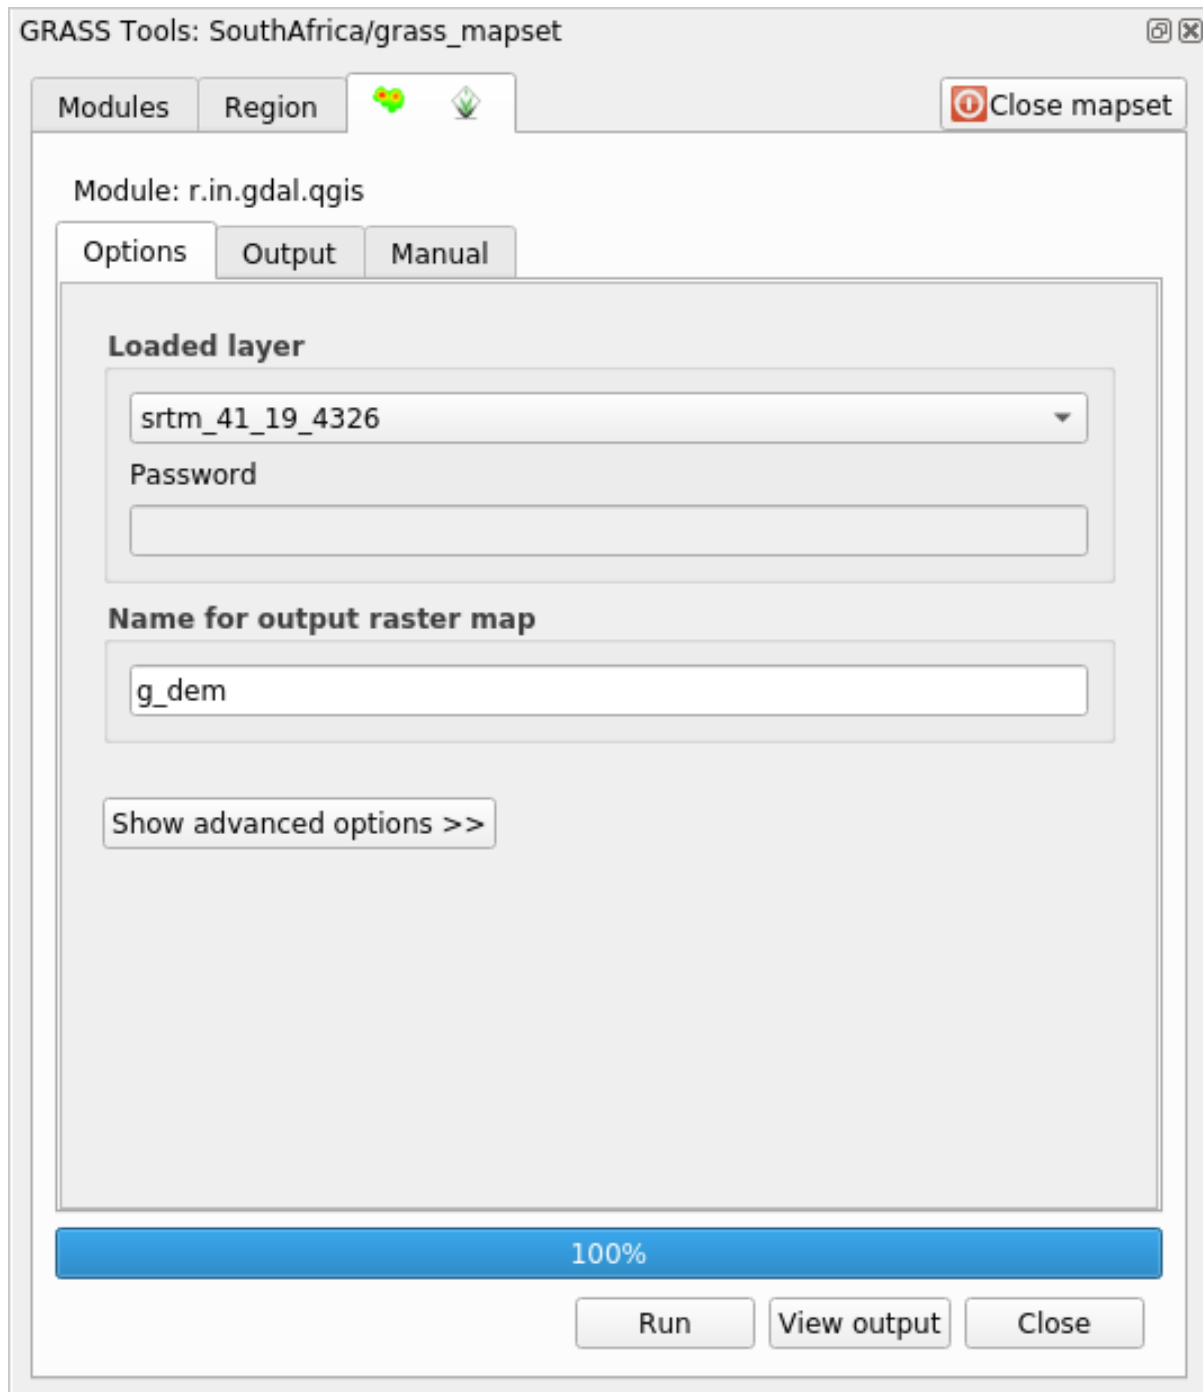 GRASS Tools: SouthAfrica/grass_mapset
Modules Region Close mapset
Module: r.in.gdal.qgis
Options Output Manual
Loaded layer
srtm_41_19_4326
Password
Name for output raster map
g_dem
Show advanced options >>
100%
Run View output Close